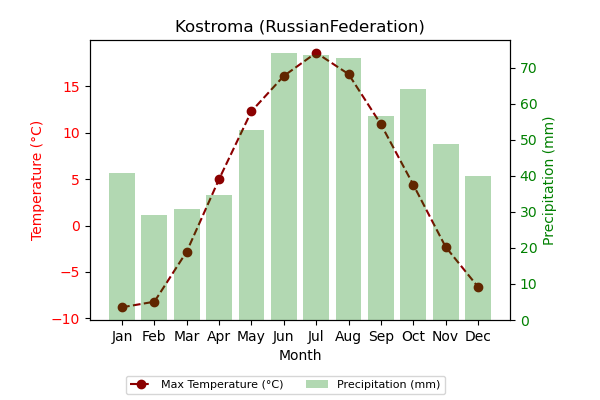 Kostroma (RussianFederation)
Temperature (°C)
15
10
5
0
−5
−10
70
60
50
40
30
20
10
0
Precipitation (mm)
Jan Feb Mar Apr May Jun Jul Aug Sep Oct Nov Dec
Month
Max Temperature (°C) Precipitation (mm)